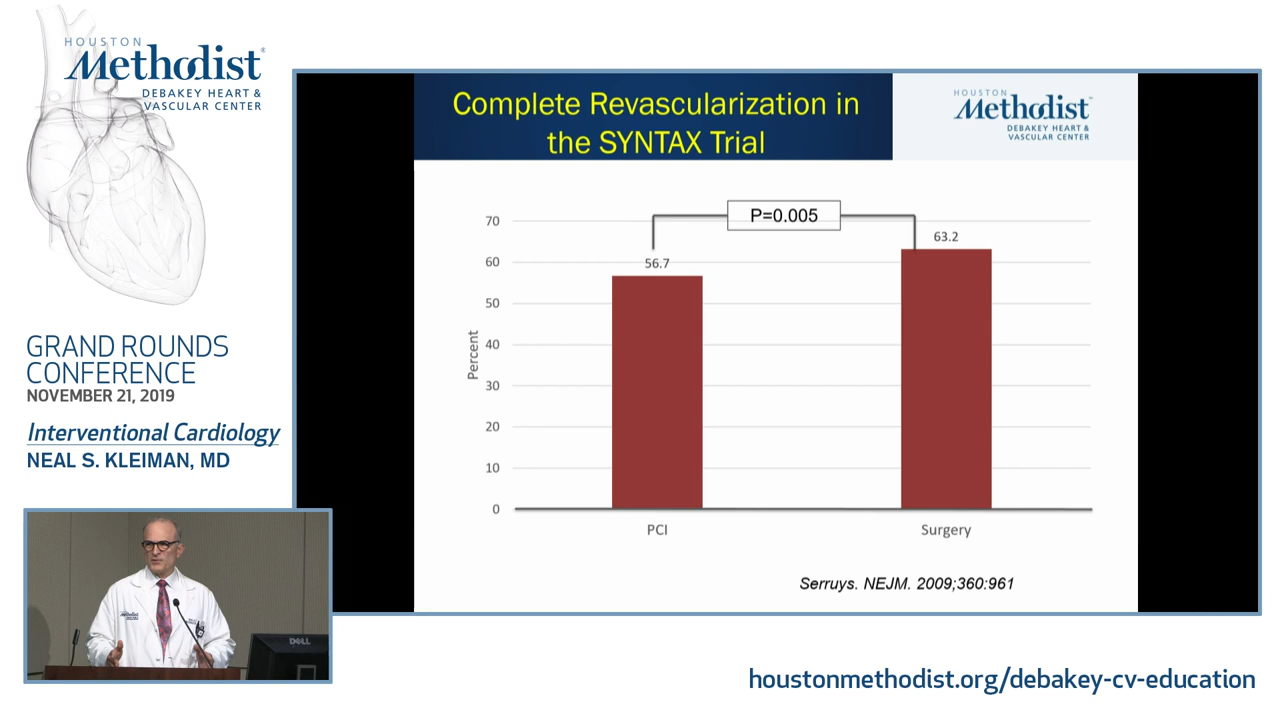 HOUSTON
Methodist®
DEBAKEY HEART &
VASCULAR CENTER
GRAND ROUNDS
CONFERENCE
NOVEMBER 21, 2019
Interventional Cardiology
NEAL S. KLEIMAN, MD
Complete Revascularization in
the SYNTAX Trial
HOUSTON
Methodist
DEBAKEY HEART &
VASCULAR CENTER
P=0.005
70
60
50
40
30
20
10
0
Percent
56.7
63.2
PCI
Surgery
Serruys. NEJM. 2009;360:961
Methodist
DELL
houstonmethodist.org/debakey-cv-education